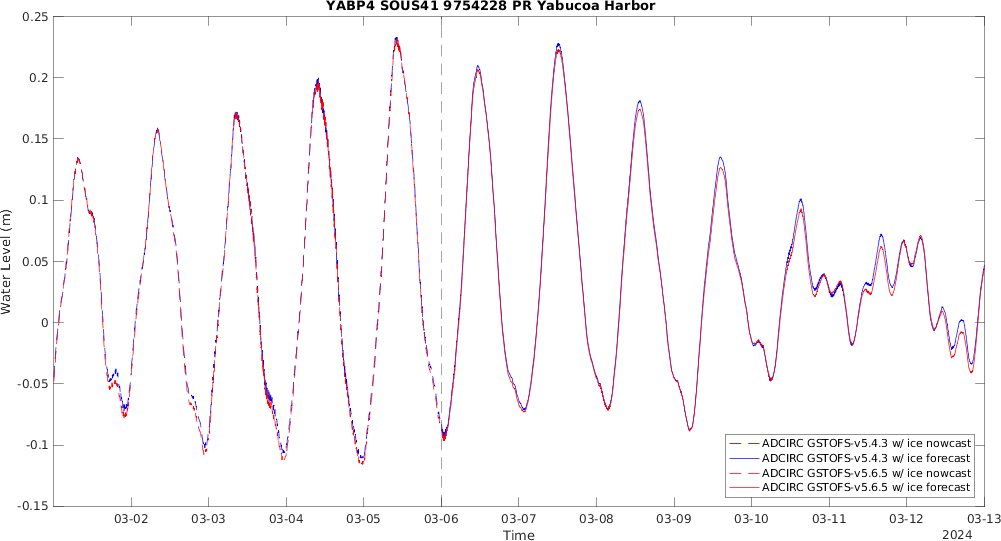 YABP4 SOUS41 9754228 PR Yabucoa Harbor
0.25
0.2
0.15
0.1
0.05
0
-0.05
-0.1
-0.15
Water Level (m)
03-02 03-03 03-04 03-05 03-06 03-07 03-08 03-09 03-10 03-11 03-12 03-13
Time
2024
ADCIRC GSTOFS-v5.4.3 w/ ice nowcast
ADCIRC GSTOFS-v5.4.3 w/ ice forecast
ADCIRC GSTOFS-v5.6.5 w/ ice nowcast
ADCIRC GSTOFS-v5.6.5 w/ ice forecast